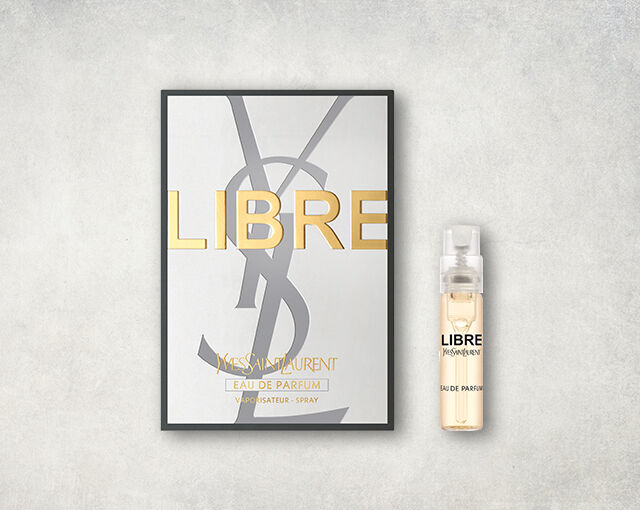 LIBRE
YVESSAINTLAURENT
EAU DE PARFUM
VAPORISATEUR - SPRAY
LIBRE
YVESSAINTLAURENT
EAU DE PARFUM